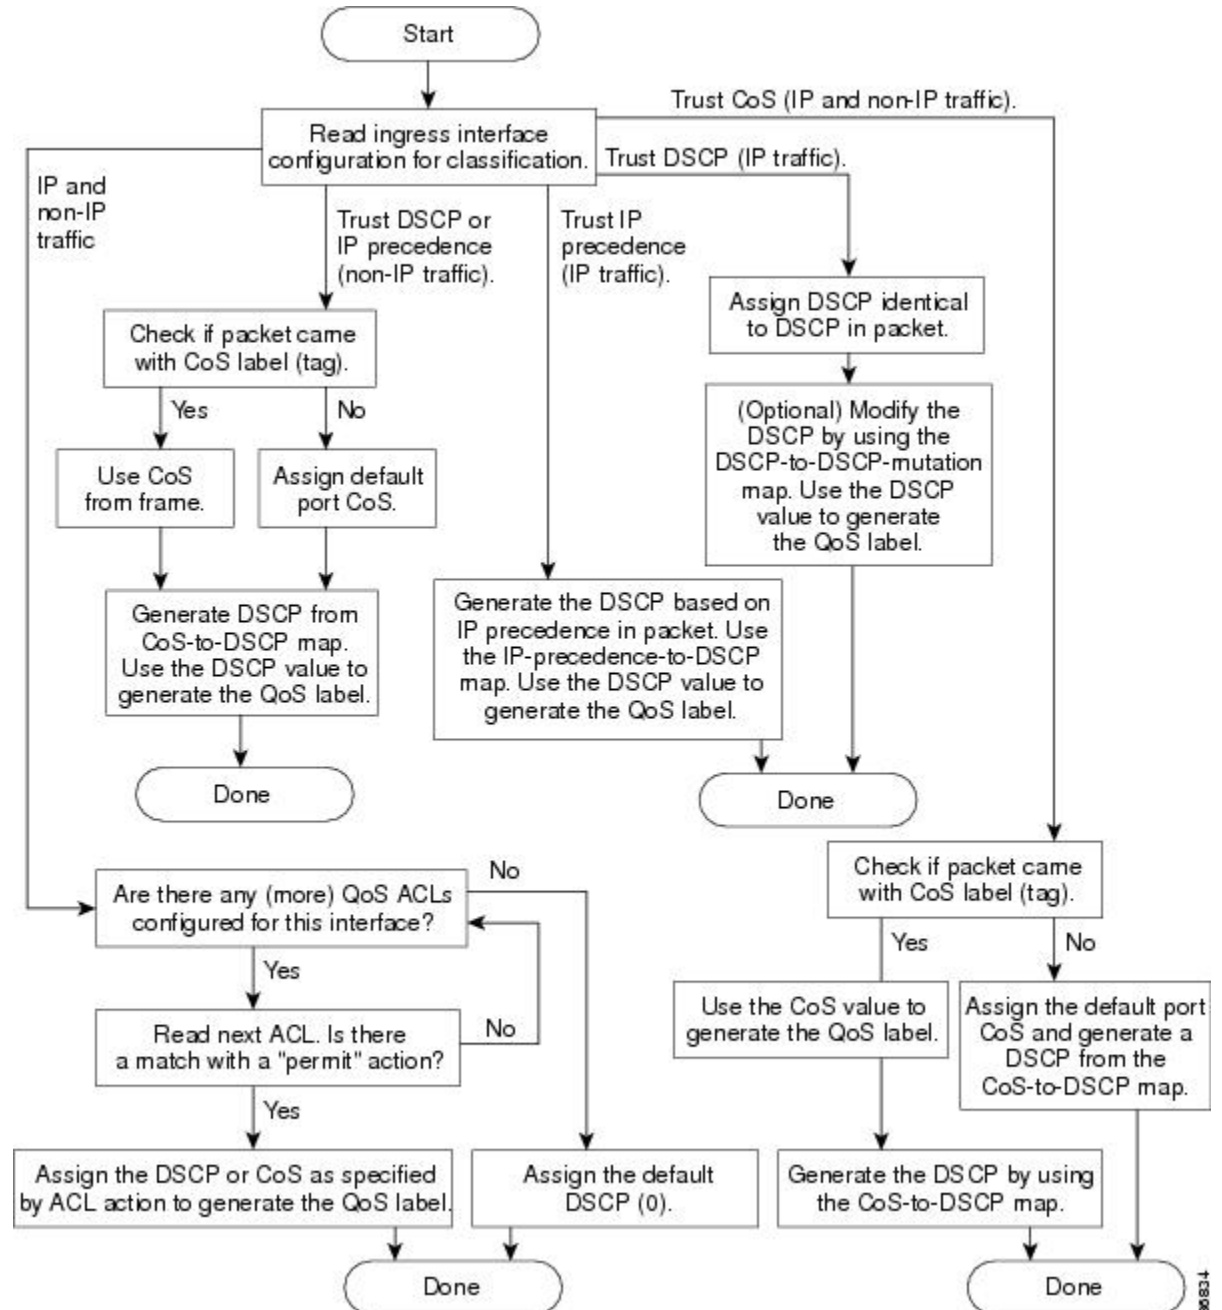 Start
Trust CoS (IP and non-IP traffic).
Read ingress interface
configuration for classification.
Trust DSCP (IP traffic).
IP and
non-IP
traffic
Trust DSCP or
IP precedence
(non-IP traffic).
Trust IP
precedence
(IP traffic).
Assign DSCP identical
to DSCP in packet.
Check if packet came
with CoS label (tag).
Yes
No
(Optional) Modify the
DSCP by using the
DSCP-to-DSCP-mutation
map. Use the DSCP
value to generate
the QoS label.
Use CoS
from frame.
Assign default
port CoS.
Generate DSCP from
CoS-to-DSCP map.
Use the DSCP value to
generate the QoS label.
Generate the DSCP based on
IP precedence in packet. Use
the IP-precedence-to-DSCP
map. Use the DSCP value to
generate the QoS label.
Done
Done
Are there any (more) QoS ACLs
configured for this interface?
No
Check if packet came
with CoS label (tag).
Yes
Yes
No
Read next ACL. Is there
a match with a "permit" action?
No
Use the CoS value to
generate the QoS label.
Assign the default port
CoS and generate a
DSCP from the
CoS-to-DSCP map.
Yes
Assign the DSCP or CoS as specified
by ACL action to generate the QoS label.
Assign the default
DSCP (0).
Generate the DSCP by using
the CoS-to-DSCP map.
Done
Done